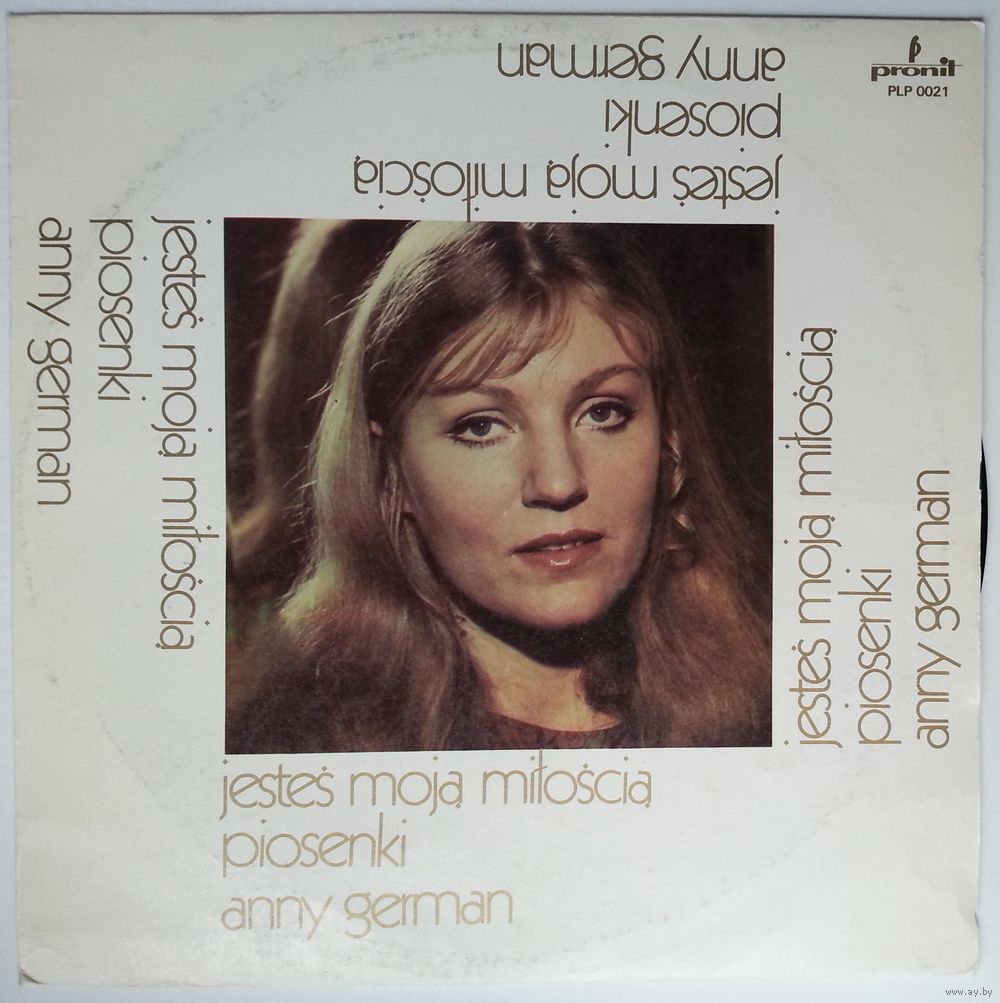 anny german
piosenki
jesteś moją miłością
pronit
PLP 0021
jesteś moją miłością
piosenki
anny german
jesteś moją miłością
piosenki
anny german
jesteś moją miłością
piosenki
anny german
www.ay.by